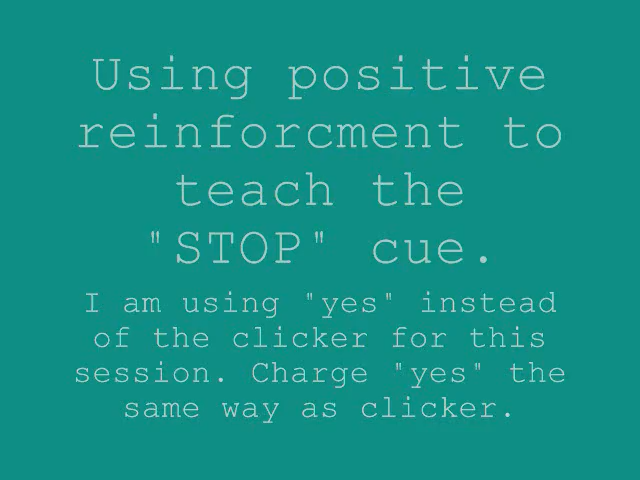 Using positive
reinforcment to
teach the
"STOP" cue.
I am using "yes" instead
of the clicker for this
session. Charge "yes" the
same way as clicker.